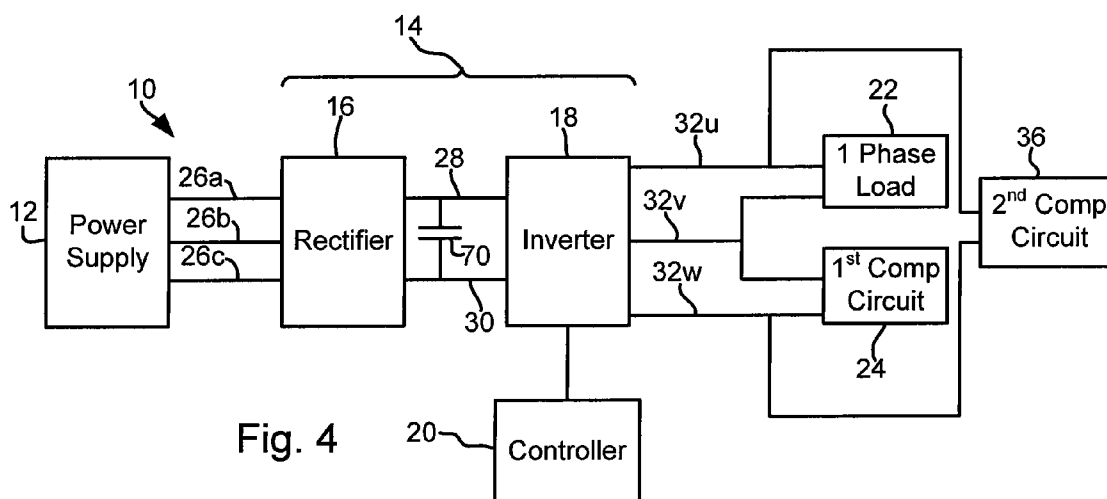 14
10
16
18
22
36
32u
26a
28
1 Phase
Load
12
Power
Supply
26b
Rectifier
70
Inverter
32v
2nd Comp
Circuit
26c
30
32w
1st Comp
Circuit
24
Fig. 4
20
Controller